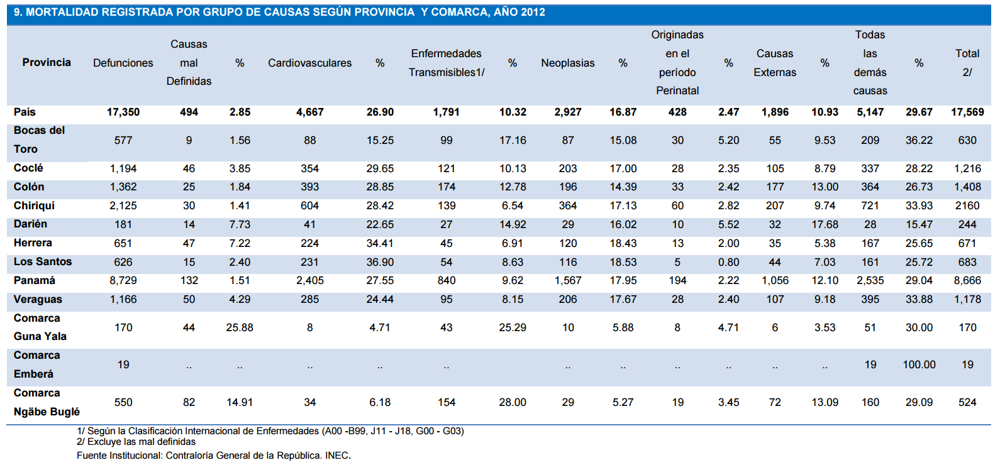 9. MORTALIDAD REGISTRADA POR GRUPO DE CAUSAS SEGÚN PROVINCIA Y COMARCA, AÑO 2012
Provincia Defunciones Causas mal Definidas % Cardiovasculares % Enfermedades Transmisibles1/ % Neoplasias % Originadas en el período Perinatal % Causas Externas % Todas las demás causas % Total 2/
País 17,350 494 2.85 4,667 26.90 1,791 10.32 2,927 16.87 428 2.47 1,896 10.93 5,147 29.67 17,569
Bocas del Toro 577 9 1.56 88 15.25 99 17.16 87 15.08 30 5.20 55 9.53 209 36.22 630
Coclé 1,194 46 3.85 354 29.65 121 10.13 203 17.00 28 2.35 105 8.79 337 28.22 1,216
Colón 1,362 25 1.84 393 28.85 174 12.78 196 14.39 33 2.42 177 13.00 364 26.73 1,408
Chiriquí 2,125 30 1.41 604 28.42 139 6.54 364 17.13 60 2.82 207 9.74 721 33.93 2160
Darién 181 14 7.73 41 22.65 27 14.92 29 16.02 10 5.52 32 17.68 28 15.47 244
Herrera 651 47 7.22 224 34.41 45 6.91 120 18.43 13 2.00 35 5.38 167 25.65 671
Los Santos 626 15 2.40 231 36.90 54 8.63 116 18.53 5 0.80 44 7.03 161 25.72 683
Panamá 8,729 132 1.51 2,405 27.55 840 9.62 1,567 17.95 194 2.22 1,056 12.10 2,535 29.04 8,666
Veraguas 1,166 50 4.29 285 24.44 95 8.15 206 17.67 28 2.40 107 9.18 395 33.88 1,178
Comarca Guna Yala 170 44 25.88 8 4.71 43 25.29 10 5.88 8 4.71 6 3.53 51 30.00 170
Comarca Emberá 19 .. .. .. .. .. .. .. .. .. .. .. .. 19 100.00 19
Comarca Ngäbe Buglé 550 82 14.91 34 6.18 154 28.00 29 5.27 19 3.45 72 13.09 160 29.09 524
1/ Según la Clasificación Internacional de Enfermedades (A00 -B99, J11 - J18, G00 - G03)
2/ Excluye las mal definidas
Fuente Institucional: Contraloría General de la República. INEC.